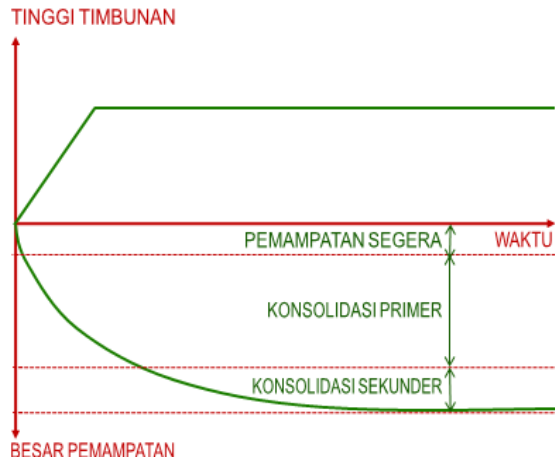 TINGGI TIMBUNAN
PEMAMPATAN SEGERA
WAKTU
KONSOLIDASI PRIMER
KONSOLIDASI SEKUNDER
BESAR PEMAMPATAN